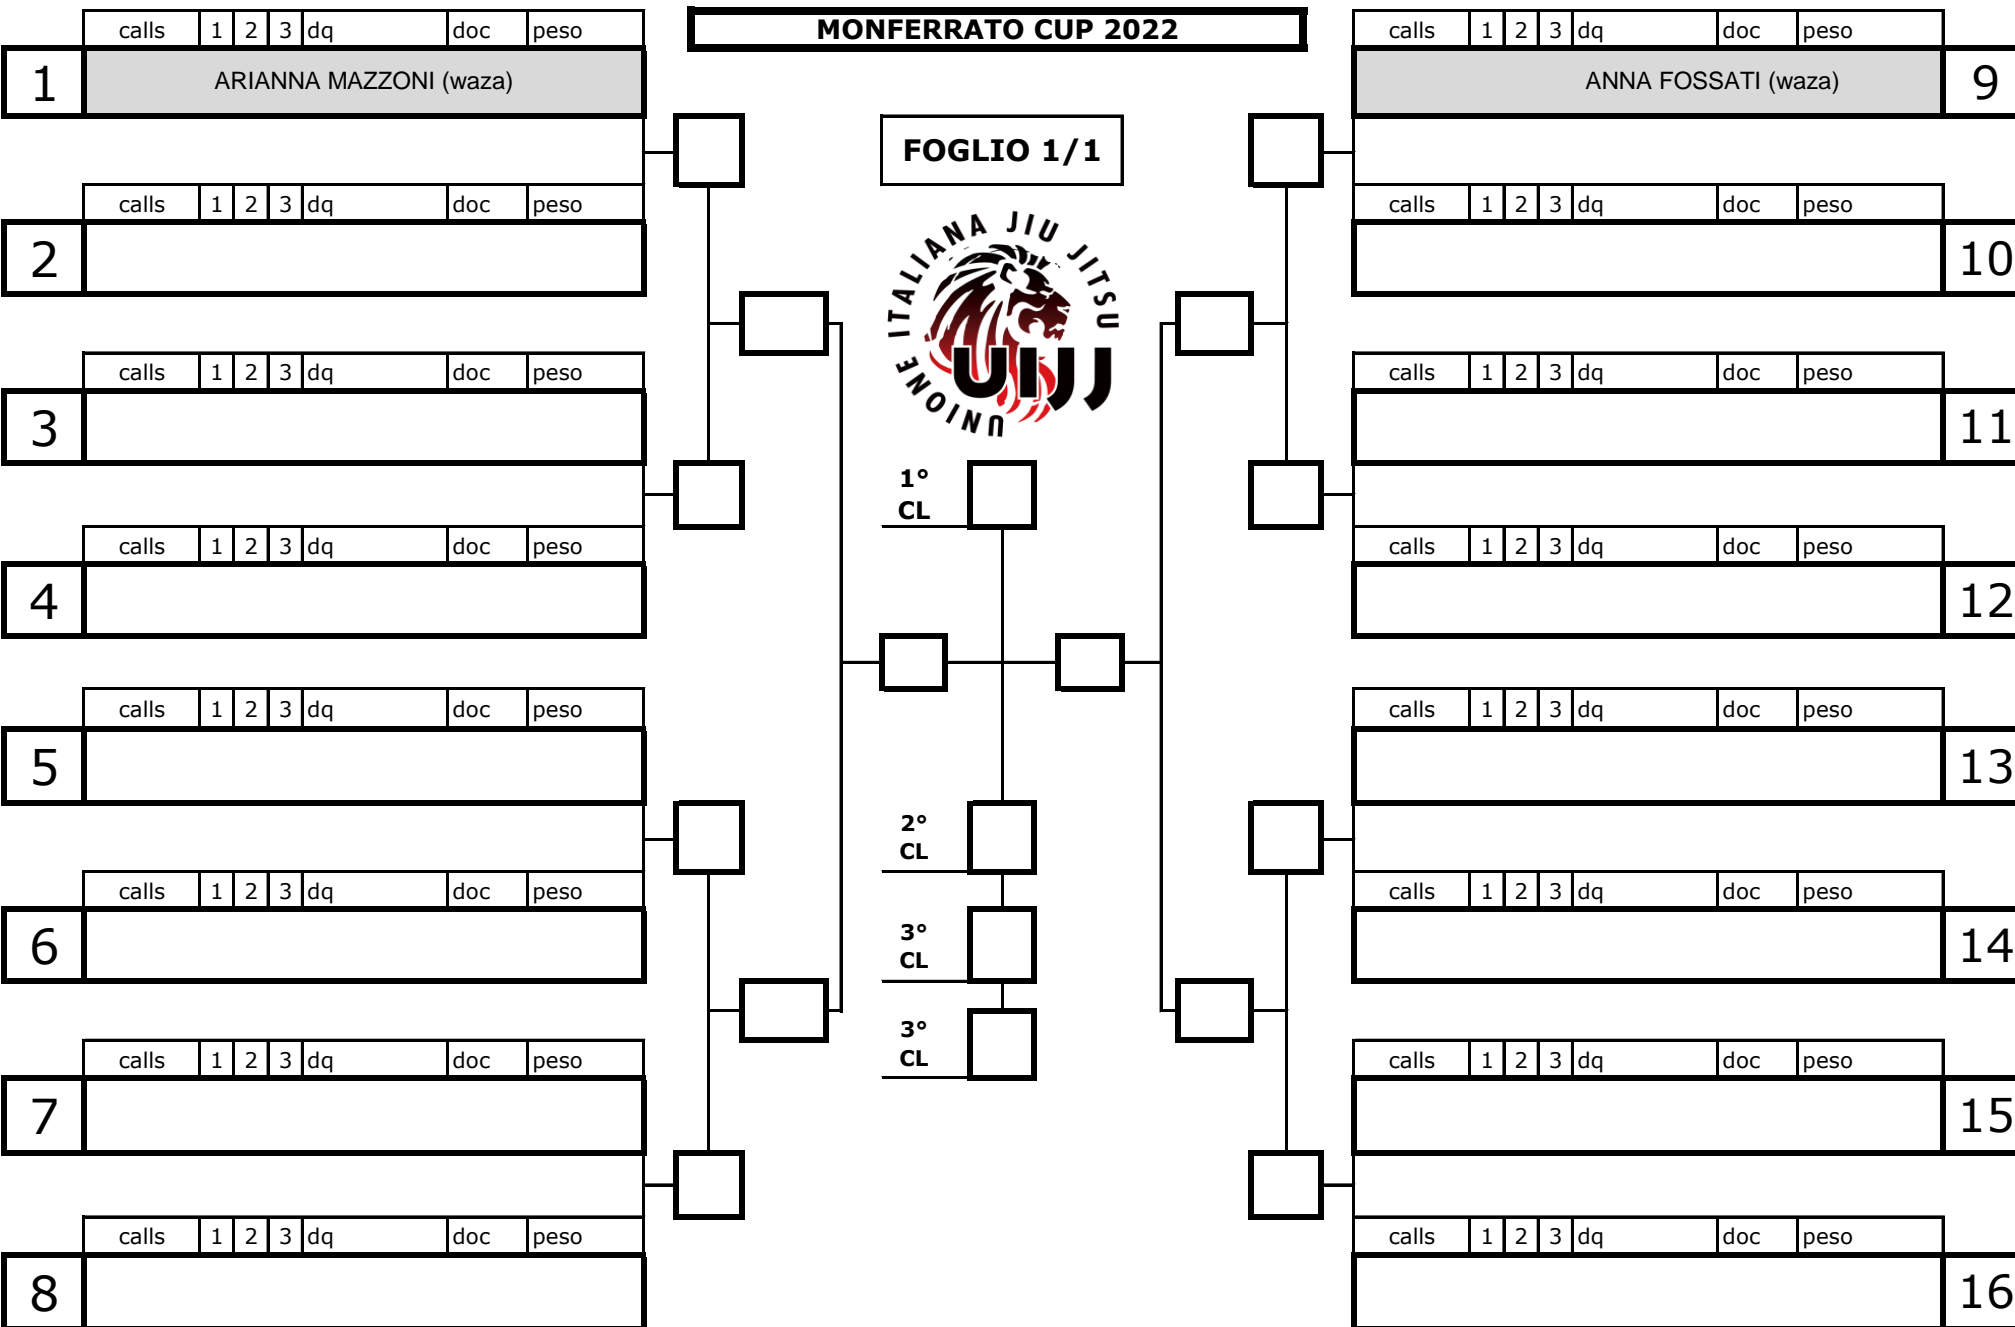 calls 1 2 3 dq doc peso
1 ARIANNA MAZZONI (waza)
calls 1 2 3 dq doc peso
2
calls 1 2 3 dq doc peso
3
calls 1 2 3 dq doc peso
4
calls 1 2 3 dq doc peso
5
calls 1 2 3 dq doc peso
6
calls 1 2 3 dq doc peso
7
calls 1 2 3 dq doc peso
8
MONFERRATO CUP 2022
FOGLIO 1/1
UNIONE ITALIANA JIU JITSU
UIJJ
1°
CL
2°
CL
3°
CL
3°
CL
calls 1 2 3 dq doc peso
ANNA FOSSATI (waza) 9
calls 1 2 3 dq doc peso
10
calls 1 2 3 dq doc peso
11
calls 1 2 3 dq doc peso
12
calls 1 2 3 dq doc peso
13
calls 1 2 3 dq doc peso
14
calls 1 2 3 dq doc peso
15
calls 1 2 3 dq doc peso
16